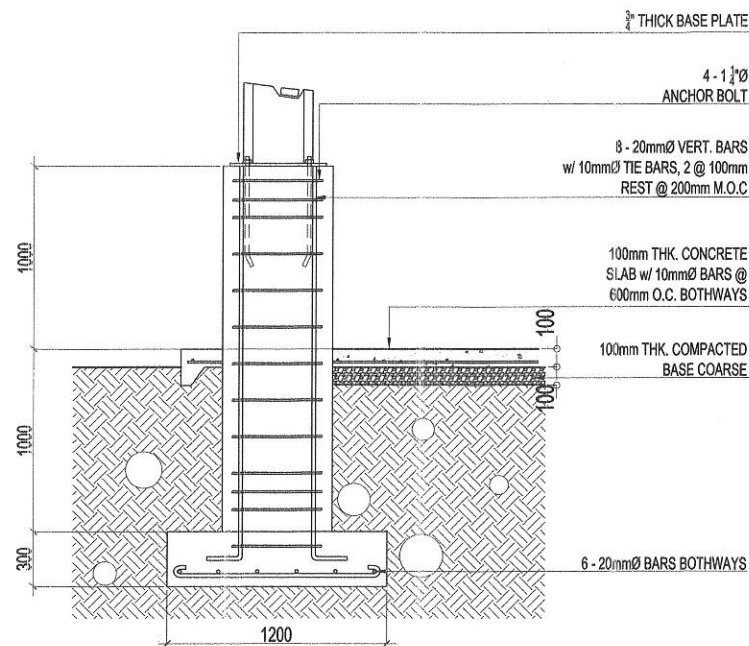 ¾" THICK BASE PLATE
4 - 1 ¼"Ø
ANCHOR BOLT
8 - 20mmØ VERT. BARS
w/ 10mmØ TIE BARS, 2 @ 100mm
REST @ 200mm M.O.C
100mm THK. CONCRETE
SLAB w/ 10mmØ BARS @
600mm O.C. BOTHWAYS
100mm THK. COMPACTED
BASE COARSE
6 - 20mmØ BARS BOTHWAYS
1000
1000
300
1200
100
100